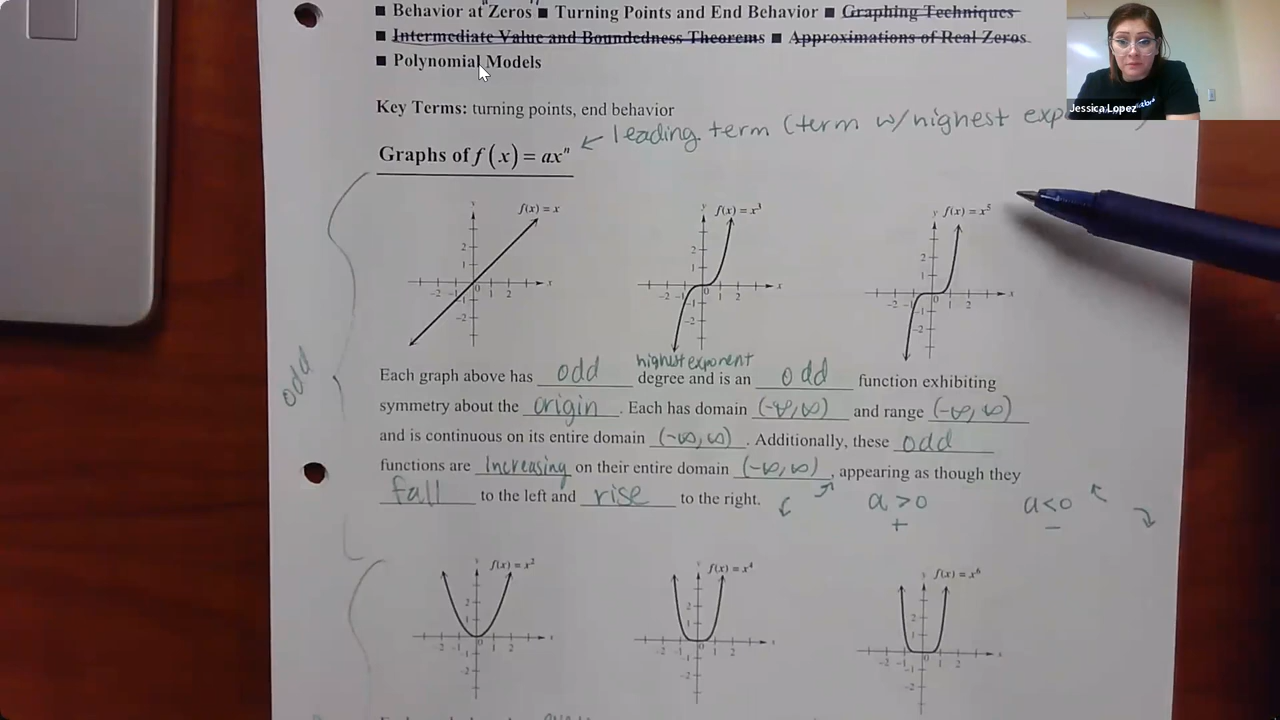 ■ Behavior at Zeros ■ Turning Points and End Behavior ■ Graphing Techniques
■ Intermediate Value and Boundedness Theorems ■ Approximations of Real Zeros
■ Polynomial Models
Jessica Lopez
Key Terms: turning points, end behavior
← leading term (term w/highest
Graphs of f(x) = axⁿ
f(x) = x
f(x) = x³
f(x) = x⁵
highest exponent
Each graph above has odd degree and is an odd function exhibiting
symmetry about the origin. Each has domain (-∞,∞) and range (-∞,∞)
and is continuous on its entire domain (-∞,∞). Additionally, these odd
functions are increasing on their entire domain (-∞,∞), appearing as though they
fall to the left and rise to the right.
a > 0
a < 0
+
−
odd
f(x) = x²
f(x) = x⁴
f(x) = x⁶